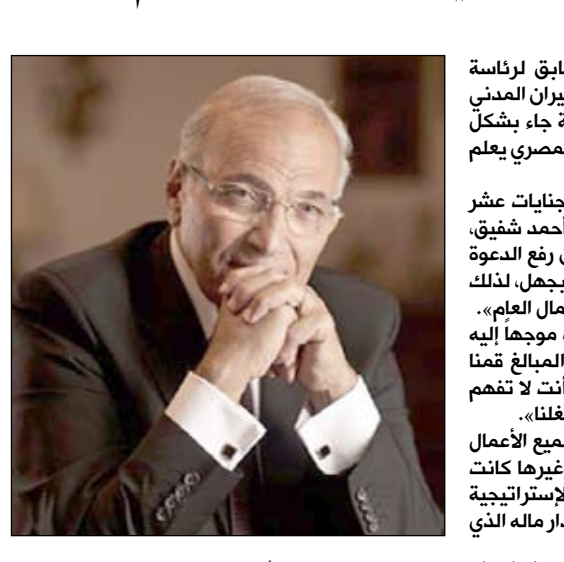 ابق لرئاسة
يران المدني
ة جاء بشكل
مصري يعلم
جنايات عشر
أحمد شفيق،
ي رفع الدعوة
بجهل، لذلك
مال العام».
موجهاً إليه
المبالغ قمنا
أنت لا تفهم
غلنا».
ميع الأعمال
غيرها كانت
لإستراتيجية
دار ماله الذي